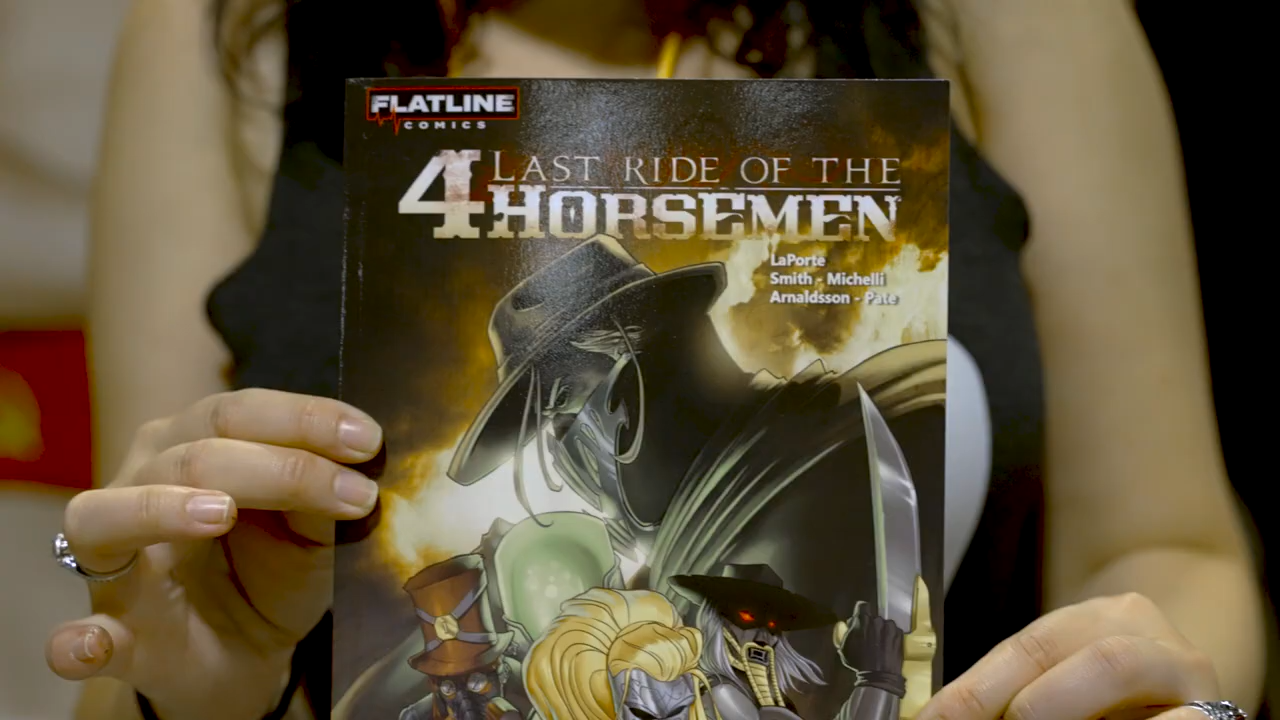 FLATLINE
COMICS
4 LAST RIDE OF THE
HORSEMEN
LaPorte
Smith - Michelli
Arnaldsson - Pate